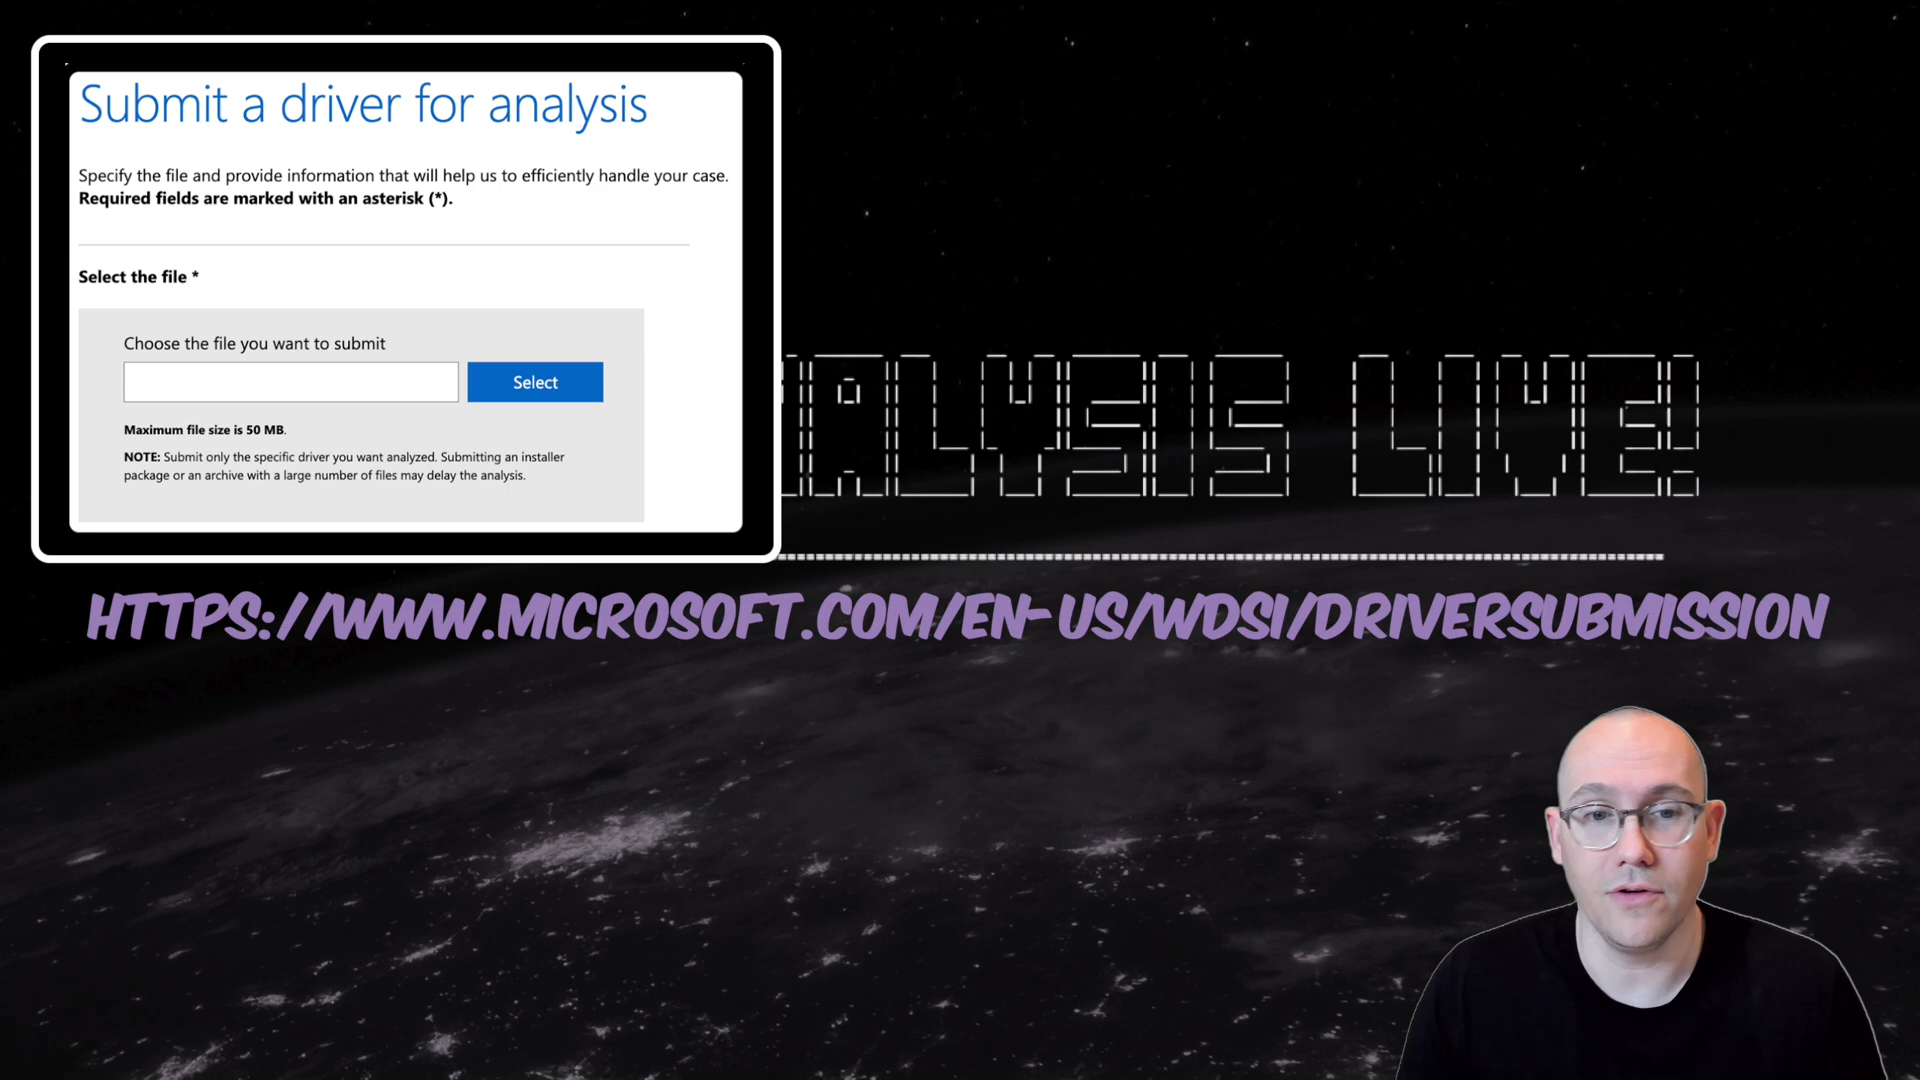 Submit a driver for analysis
Specify the file and provide information that will help us to efficiently handle your case.
Required fields are marked with an asterisk (*).
Select the file *
Choose the file you want to submit
Select
Maximum file size is 50 MB.
NOTE: Submit only the specific driver you want analyzed. Submitting an installer
package or an archive with a large number of files may delay the analysis.
ALYSIS LIVE!
HTTPS://WWW.MICROSOFT.COM/EN-US/WDSI/DRIVERSUBMISSION